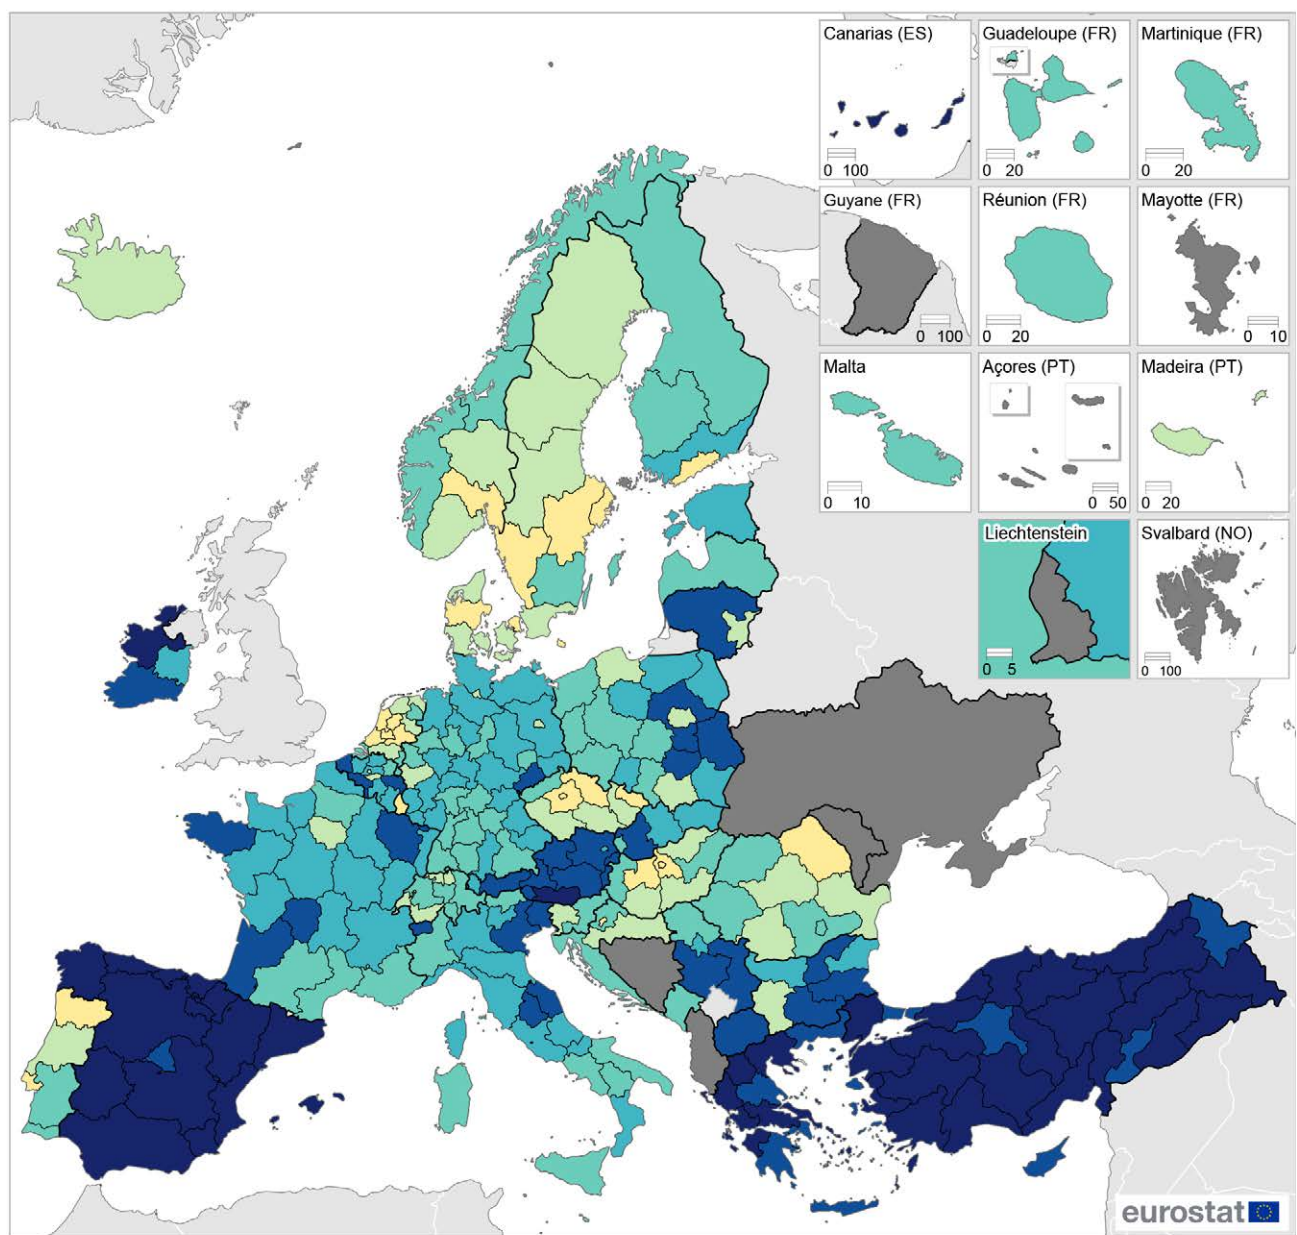 Canarias (ES)
0 100
Guadeloupe (FR)
0 20
Martinique (FR)
0 20
Guyane (FR)
0 100
Réunion (FR)
0 20
Mayotte (FR)
0 10
Malta
0 10
Açores (PT)
0 50
Madeira (PT)
0 20
Liechtenstein
0 5
Svalbard (NO)
0 100
eurostat